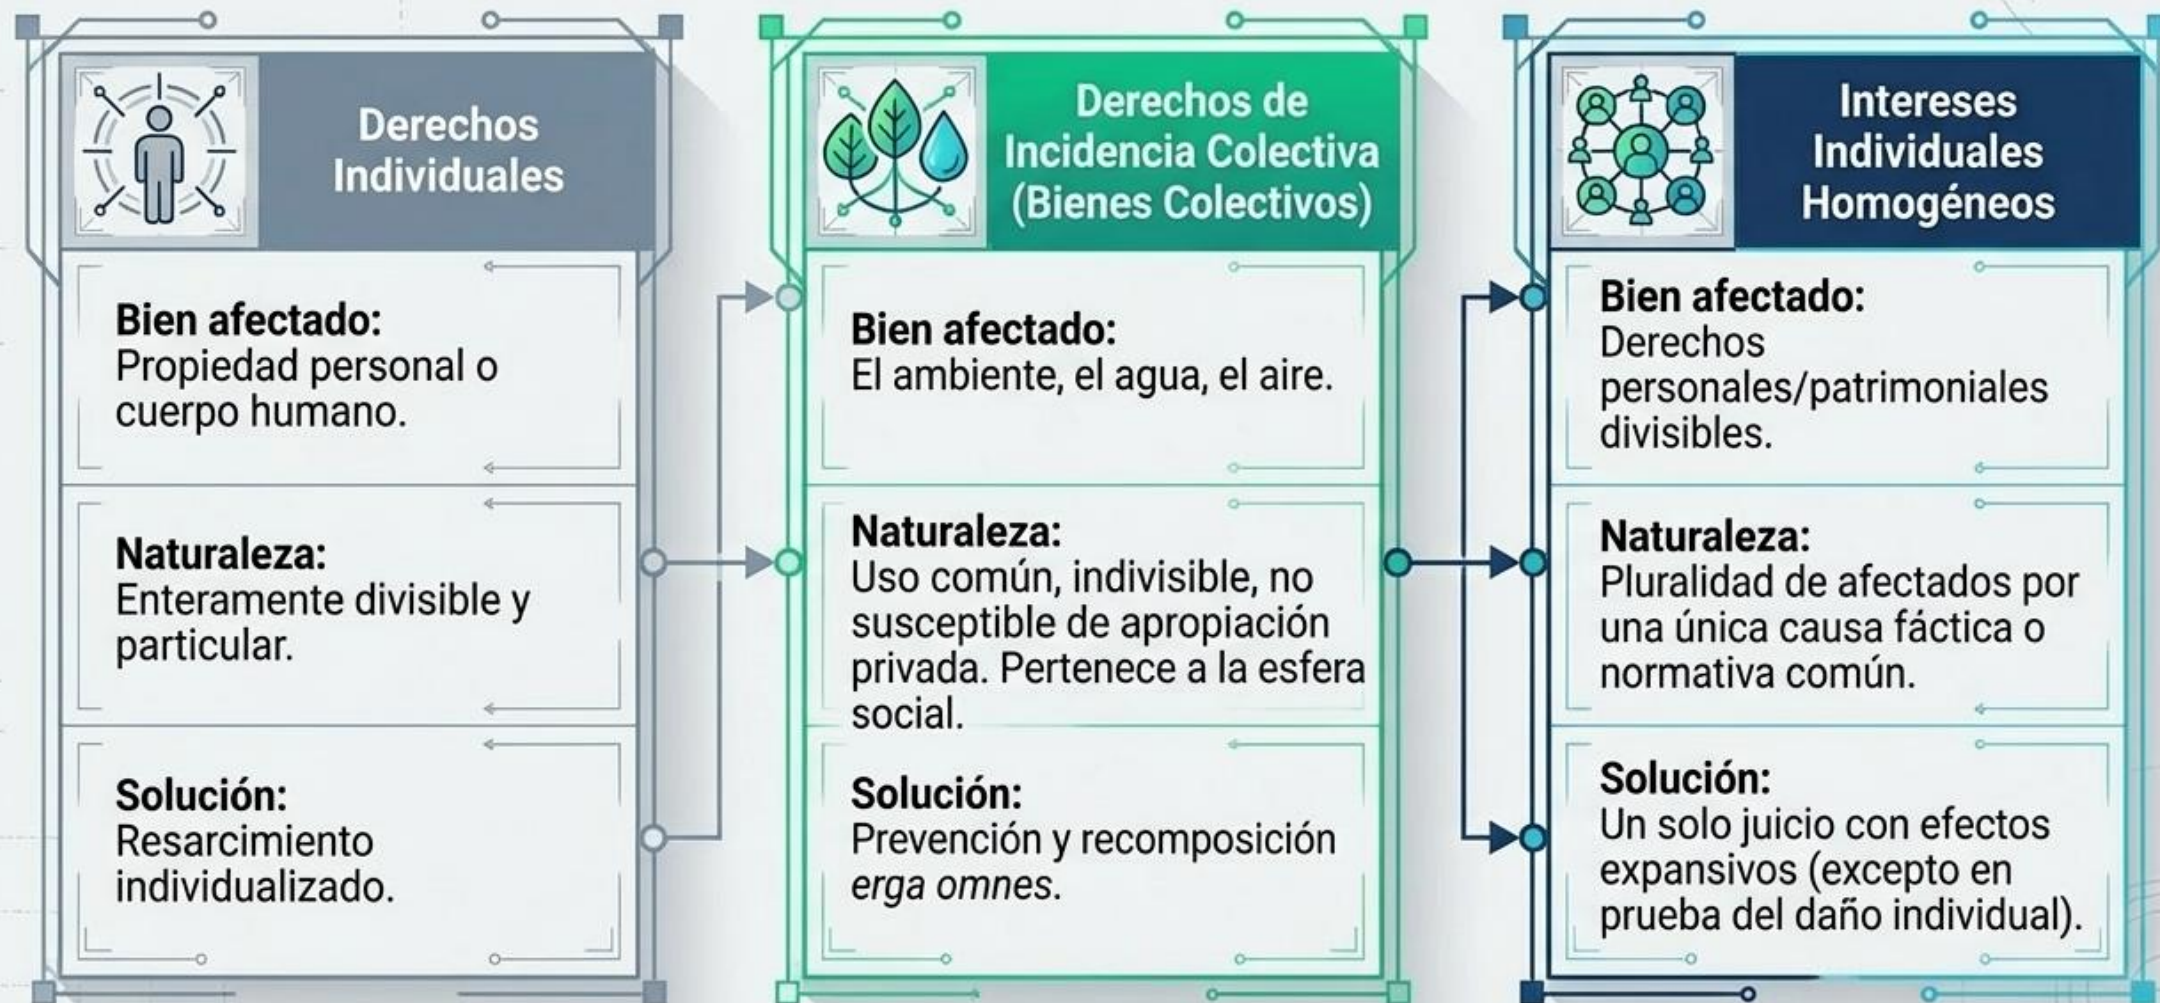 Derechos
Individuales
Bien afectado:
Propiedad personal o
cuerpo humano.
Naturaleza:
Enteramente divisible y
particular.
Solución:
Resarcimiento
individualizado.
Derechos de
Incidencia Colectiva
(Bienes Colectivos)
Bien afectado:
El ambiente, el agua, el aire.
Naturaleza:
Uso común, indivisible, no
susceptible de apropiación
privada. Pertenece a la esfera
social.
Solución:
Prevención y recomposición
erga omnes.
Intereses
Individuales
Homogéneos
Bien afectado:
Derechos
personales/patrimoniales
divisibles.
Naturaleza:
Pluralidad de afectados por
una única causa fáctica o
normativa común.
Solución:
Un solo juicio con efectos
expansivos (excepto en
prueba del daño individual).